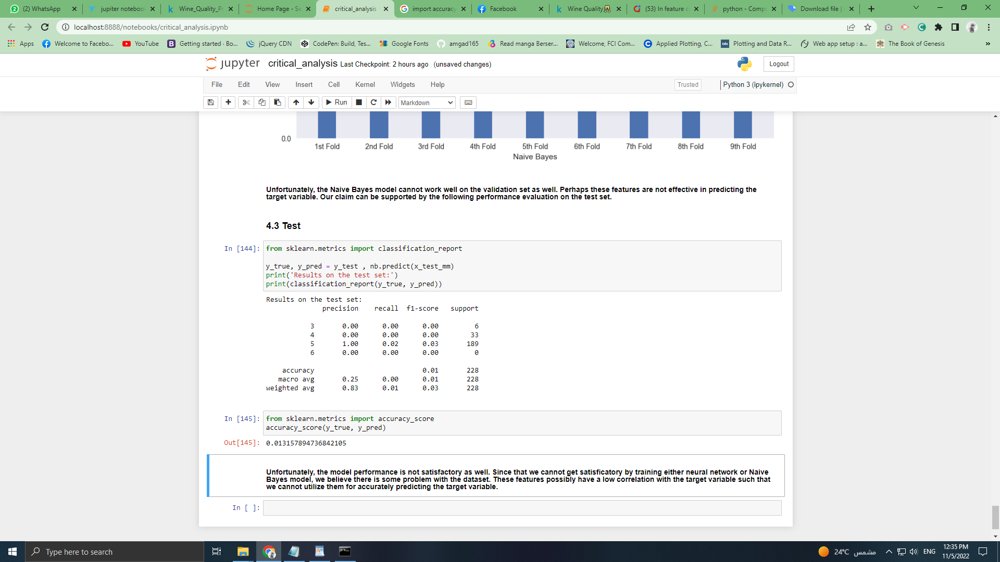 (2) WhatsApp
jupiter notebook
Wine_Quality_Pr
Home Page - Se
critical_analysis
import accuracy
Facebook
Wine Quality
(53) In feature c
python - Compu
Download file |
localhost:8888/notebooks/critical_analysis.ipynb
Apps
Welcome to Facebo...
YouTube
Getting started · Bo...
jQuery CDN
CodePen: Build, Tes...
Google Fonts
amgad165
Read manga Berser...
Welcome, FCI Com...
Applied Plotting, C...
tds
Plotting and Data R...
Web app setup : a...
The Book of Genesis
»
jupyter critical_analysis Last Checkpoint: 2 hours ago (unsaved changes)
Logout
File Edit View Insert Cell Kernel Widgets Help
Trusted
Python 3 (ipykernel)
Run
Markdown
0.0
1st Fold 2nd Fold 3rd Fold 4th Fold 5th Fold 6th Fold 7th Fold 8th Fold 9th Fold
Naive Bayes
Unfortunately, the Naive Bayes model cannot work well on the validation set as well. Perhaps these features are not effective in predicting the
target variable. Our claim can be supported by the following performance evaluation on the test set.
4.3 Test
In [144]: from sklearn.metrics import classification_report
y_true, y_pred = y_test , nb.predict(x_test_mm)
print('Results on the test set:')
print(classification_report(y_true, y_pred))
Results on the test set:
precision recall f1-score support
3 0.00 0.00 0.00 6
4 0.00 0.00 0.00 33
5 1.00 0.02 0.03 189
6 0.00 0.00 0.00 0
accuracy 0.01 228
macro avg 0.25 0.00 0.01 228
weighted avg 0.83 0.01 0.03 228
In [145]: from sklearn.metrics import accuracy_score
accuracy_score(y_true, y_pred)
Out[145]: 0.013157894736842105
Unfortunately, the model performance is not satisfactory as well. Since that we cannot get satisficatory by training either neural network or Naive
Bayes model, we believe there is some problem with the dataset. These features possibly have a low correlation with the target variable such that
we cannot utilize them for accurately predicting the target variable.
In [ ]:
Type here to search
24°C مشمس
ENG
12:35 PM
11/5/2022